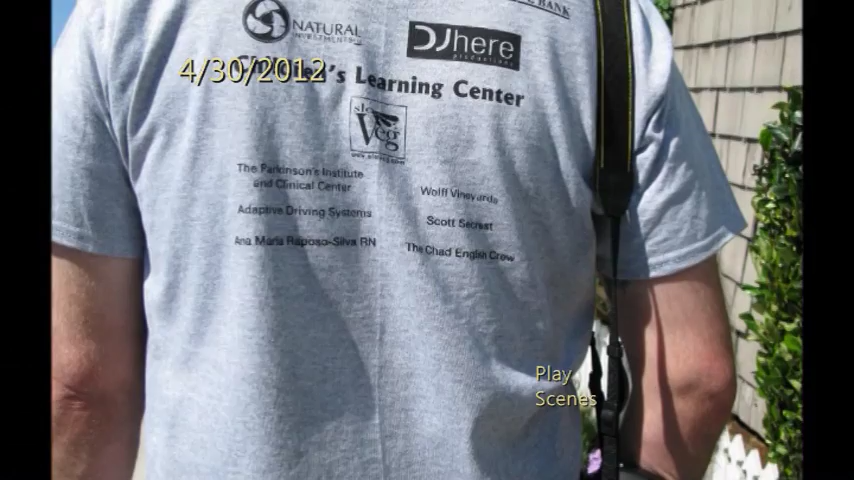 BANK
NATURAL
INVESTMENTS
DJhere
productions
4/30/2012
's Learning Center
slo
Veg
The Parkinson's Institute
and Clinical Center
Wolff Vineyards
Adaptive Driving Systems
Scott Secrest
Ana Maria Raposo-Silva RN
The Chad English Crew
Play
Scenes